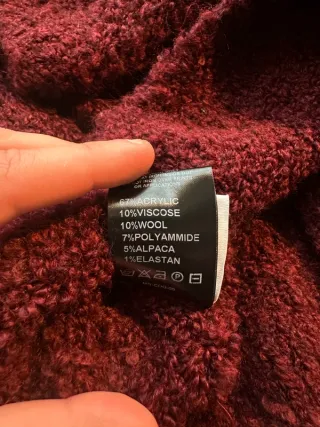 67%ACRYLIC
10%VISCOSE
10%WOOL
7%POLYAMMIDE
5%ALPACA
1%ELASTAN